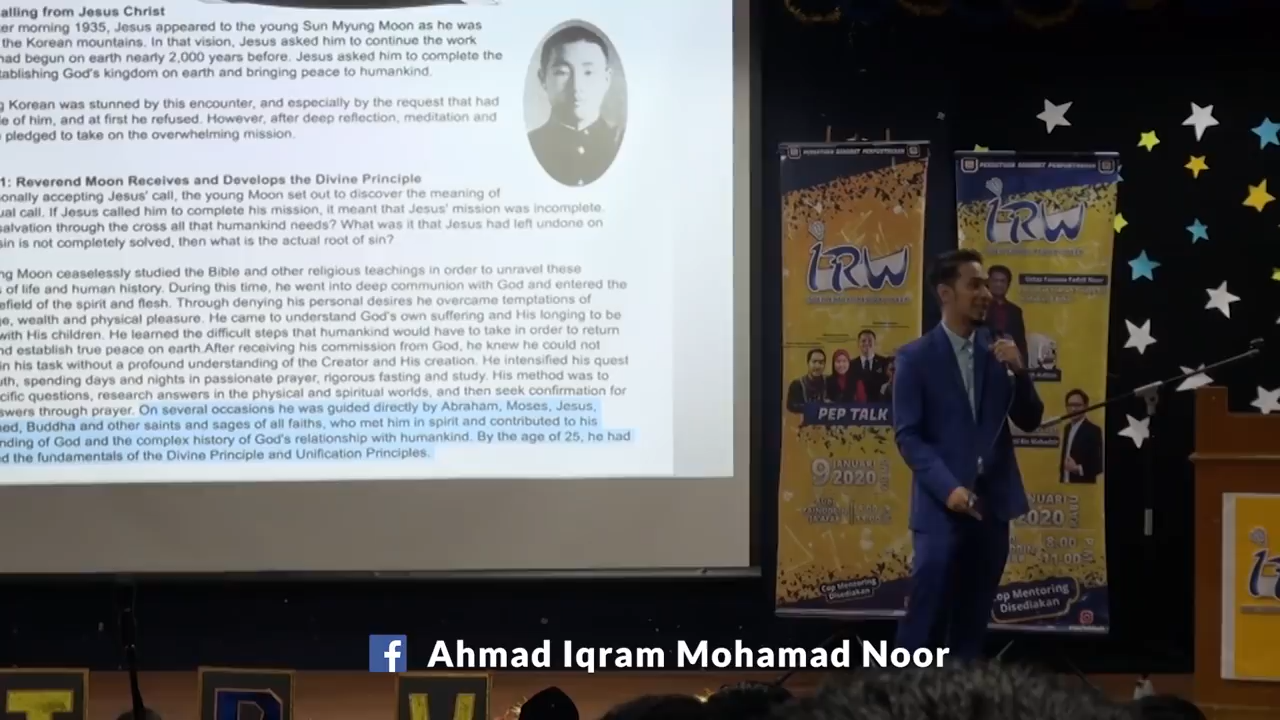 alling from Jesus Christ
er morning 1935, Jesus appeared to the young Sun Myung Moon as he was
the Korean mountains. In that vision, Jesus asked him to continue the work
had begun on earth nearly 2,000 years before. Jesus asked him to complete the
tablishing God's kingdom on earth and bringing peace to humankind.
g Korean was stunned by this encounter, and especially by the request that had
e of him, and at first he refused. However, after deep reflection, meditation and
pledged to take on the overwhelming mission.
1: Reverend Moon Receives and Develops the Divine Principle
onally accepting Jesus' call, the young Moon set out to discover the meaning of
ual call. If Jesus called him to complete his mission, it meant that Jesus' mission was incomplete.
salvation through the cross all that humankind needs? What was it that Jesus had left undone on
sin is not completely solved, then what is the actual root of sin?
ng Moon ceaselessly studied the Bible and other religious teachings in order to unravel these
of life and human history. During this time, he went into deep communion with God and entered the
efield of the spirit and flesh. Through denying his personal desires he overcame temptations of
ge, wealth and physical pleasure. He came to understand God's own suffering and His longing to be
with His children. He learned the difficult steps that humankind would have to take in order to return
nd establish true peace on earth.After receiving his commission from God, he knew he could not
in his task without a profound understanding of the Creator and His creation. He intensified his quest
uth, spending days and nights in passionate prayer, rigorous fasting and study. His method was to
cific questions, research answers in the physical and spiritual worlds, and then seek confirmation for
swers through prayer. On several occasions he was guided directly by Abraham, Moses, Jesus,
ed, Buddha and other saints and sages of all faiths, who met him in spirit and contributed to his
nding of God and the complex history of God's relationship with humankind. By the age of 25, he had
d the fundamentals of the Divine Principle and Unification Principles.
IRW
PEP TALK
9 JANUARI
2020
Cop Mentoring
Disediakan
IRW
NUARI
2020
8.00
11.00
op Mentoring
Disediakan
Ahmad Iqram Mohamad Noor